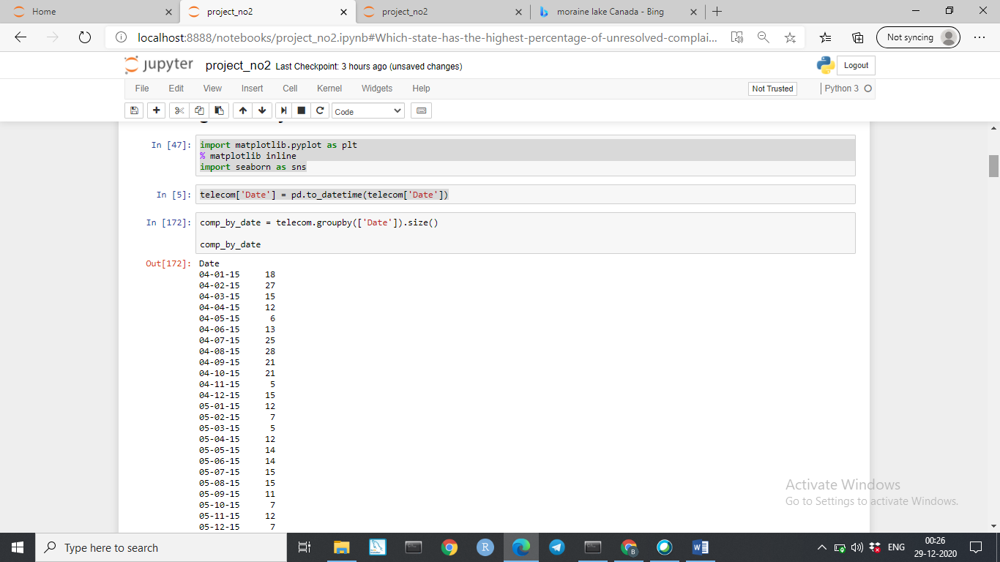 Home
project_no2
project_no2
moraine lake Canada - Bing
localhost:8888/notebooks/project_no2.ipynb#Which-state-has-the-highest-percentage-of-unresolved-complai...
Not syncing
jupyter project_no2 Last Checkpoint: 3 hours ago (unsaved changes)
Logout
File Edit View Insert Cell Kernel Widgets Help
Not Trusted
Python 3
Code
In [47]: import matplotlib.pyplot as plt
% matplotlib inline
import seaborn as sns
In [5]: telecom['Date'] = pd.to_datetime(telecom['Date'])
In [172]: comp_by_date = telecom.groupby(['Date']).size()
comp_by_date
Out[172]: Date
04-01-15 18
04-02-15 27
04-03-15 15
04-04-15 12
04-05-15 6
04-06-15 13
04-07-15 25
04-08-15 28
04-09-15 21
04-10-15 21
04-11-15 5
04-12-15 15
05-01-15 12
05-02-15 7
05-03-15 5
05-04-15 12
05-05-15 14
05-06-15 14
05-07-15 15
05-08-15 15
05-09-15 11
05-10-15 7
05-11-15 12
05-12-15 7
Activate Windows
Go to Settings to activate Windows.
Type here to search
ENG
00:26
29-12-2020